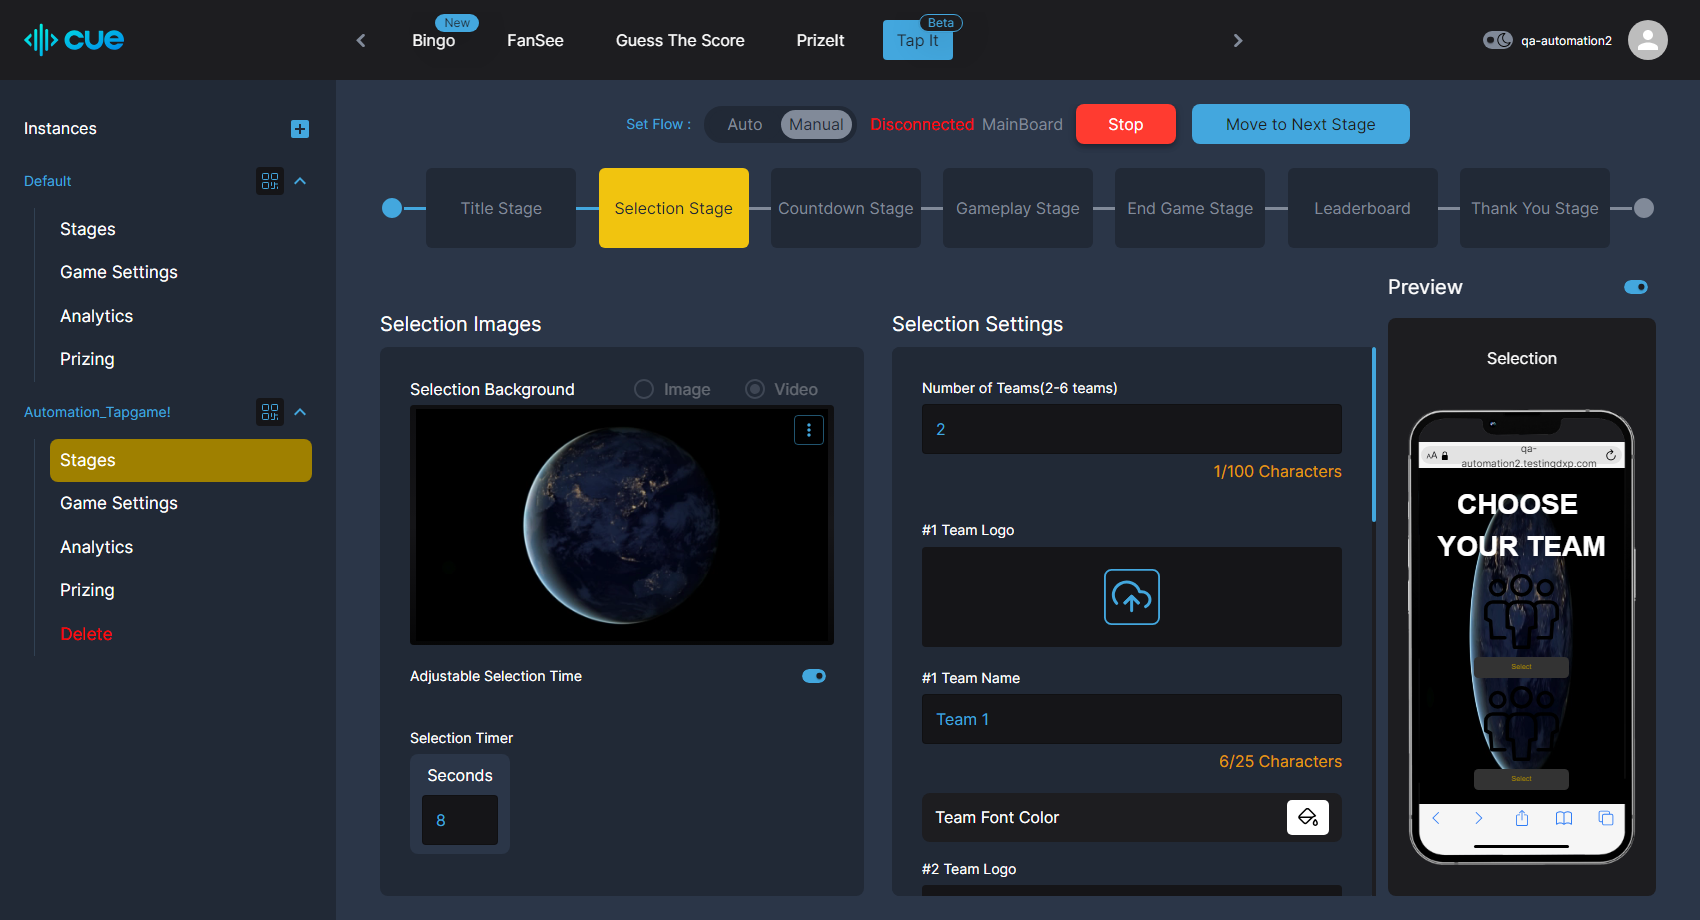 cue
Bingo
New
FanSee
Guess The Score
PrizeIt
Tap It
Beta
qa-automation2
Instances
Default
Stages
Game Settings
Analytics
Prizing
Automation_Tapgame!
Stages
Game Settings
Analytics
Prizing
Delete
Set Flow :
Auto
Manual
Disconnected MainBoard
Stop
Move to Next Stage
Title Stage
Selection Stage
Countdown Stage
Gameplay Stage
End Game Stage
Leaderboard
Thank You Stage
Selection Images
Selection Background
Image
Video
Adjustable Selection Time
Selection Timer
Seconds
8
Selection Settings
Number of Teams(2-6 teams)
2
1/100 Characters
#1 Team Logo
#1 Team Name
Team 1
6/25 Characters
Team Font Color
#2 Team Logo
Preview
Selection
AA
qa-
automation2.testingdxp.com
CHOOSE
YOUR TEAM
Select
Select